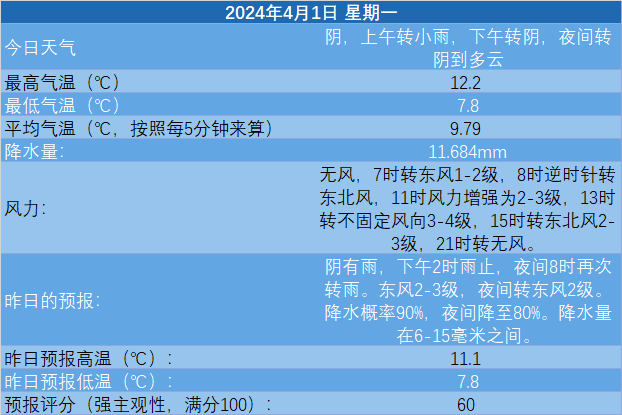 2024年4月1日 星期一
今日天气
阴，上午转小雨，下午转阴，夜间转
阴到多云
最高气温（℃）
12.2
最低气温（℃）
7.8
平均气温（℃，按照每5分钟来算）
9.79
降水量：
11.684mm
风力：
无风，7时转东风1-2级，8时逆时针转
东北风，11时风力增强为2-3级，13时
转不固定风向3-4级，15时转东北风2-
3级，21时转无风。
昨日的预报：
阴有雨，下午2时雨止，夜间8时再次
转雨。东风2-3级，夜间转东风2级。
降水概率90%，夜间降至80%。降水量
在6-15毫米之间。
昨日预报高温（℃）：
11.1
昨日预报低温（℃）：
7.8
预报评分（强主观性，满分100）：
60